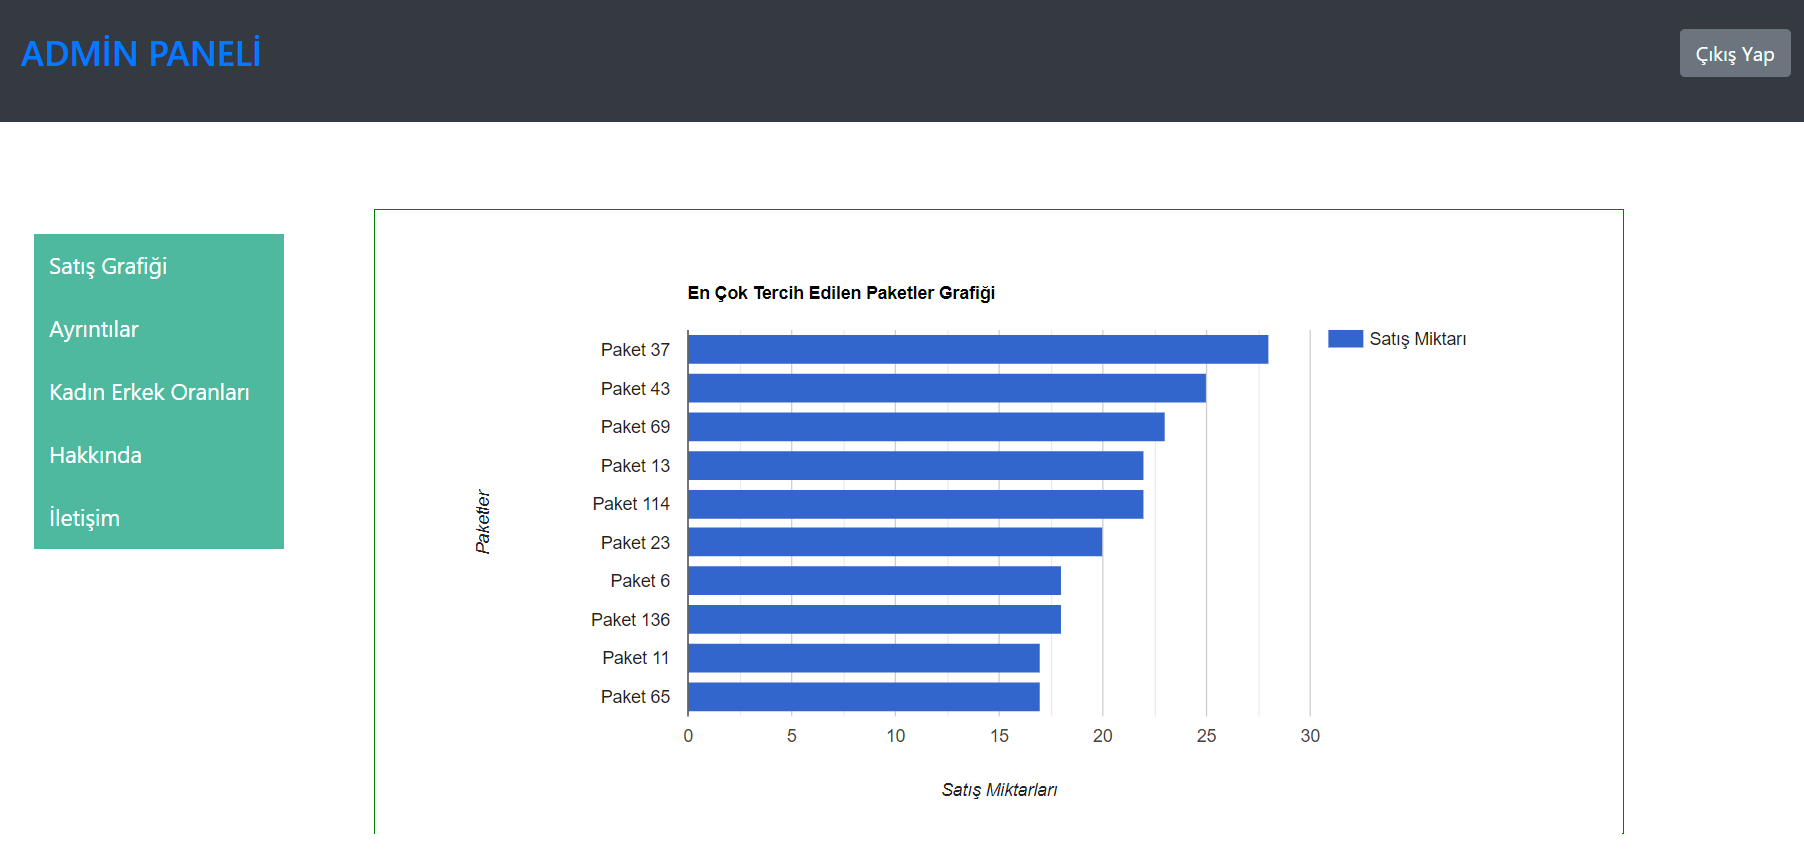 ADMİN PANELİ
Çıkış Yap
Satış Grafiği
Ayrıntılar
Kadın Erkek Oranları
Hakkında
İletişim
En Çok Tercih Edilen Paketler Grafiği
Satış Miktarı
Paketler
Paket 37
Paket 43
Paket 69
Paket 13
Paket 114
Paket 23
Paket 6
Paket 136
Paket 11
Paket 65
0 5 10 15 20 25 30
Satış Miktarları